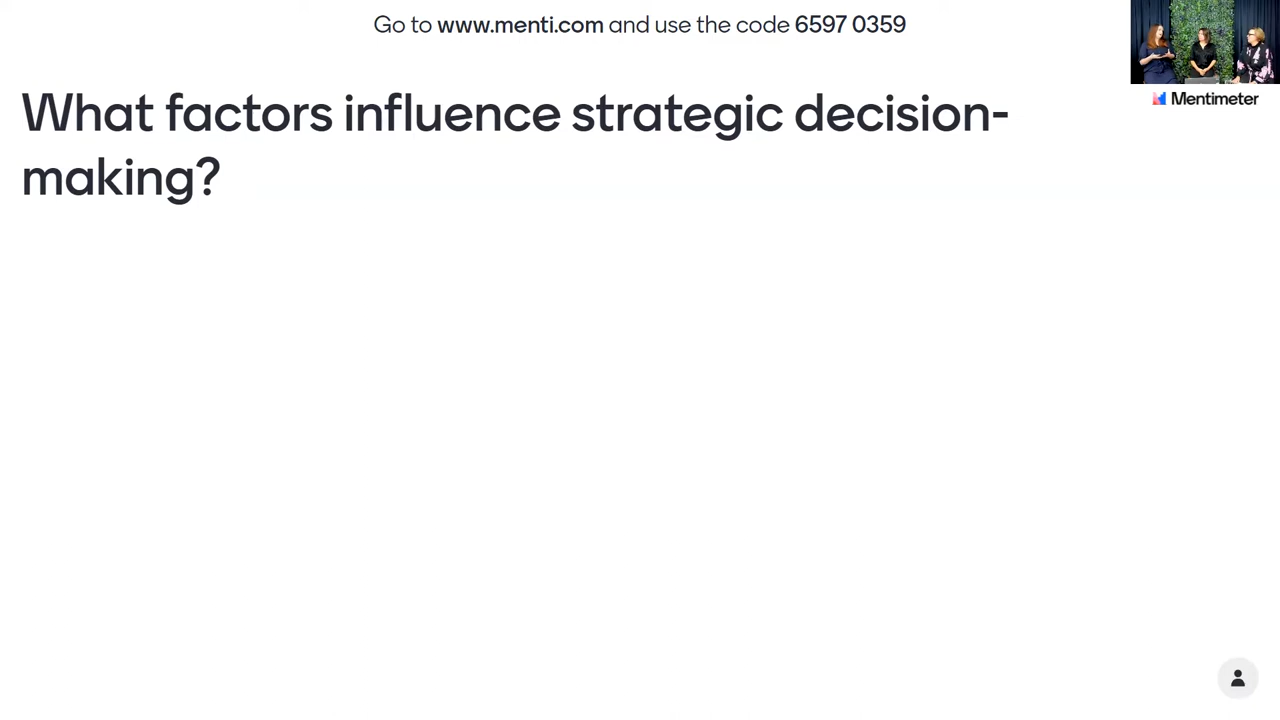 Go to www.menti.com and use the code 6597 0359
Mentimeter
What factors influence strategic decision-
making?